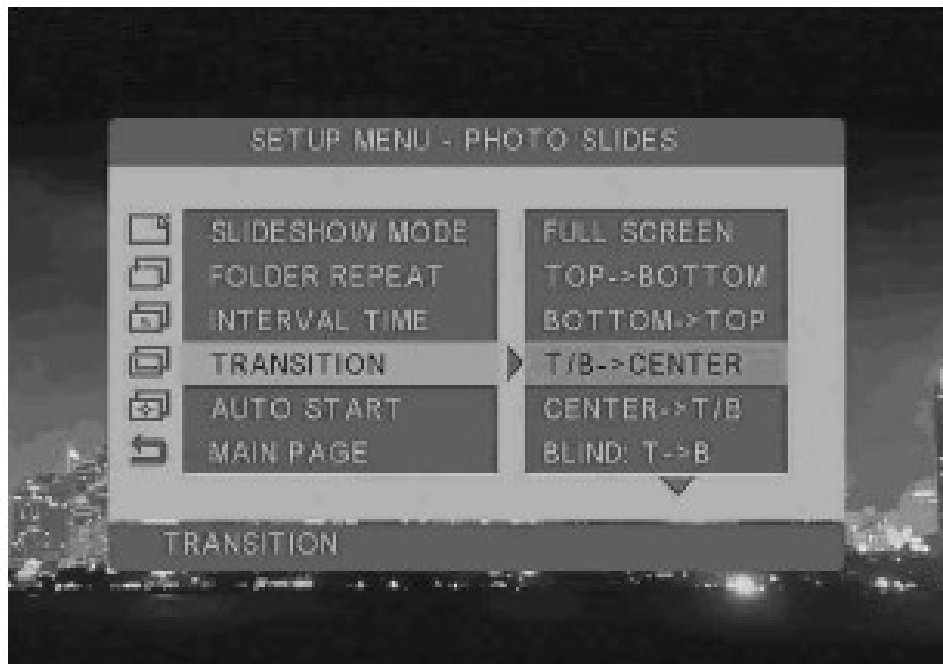 SETUP MENU - PHOTO SLIDES
SLIDESHOW MODE
FOLDER REPEAT
INTERVAL TIME
TRANSITION
AUTO START
MAIN PAGE
FULL SCREEN
TOP->BOTTOM
BOTTOM->TOP
T/B->CENTER
CENTER->T/B
BLIND: T->B
TRANSITION